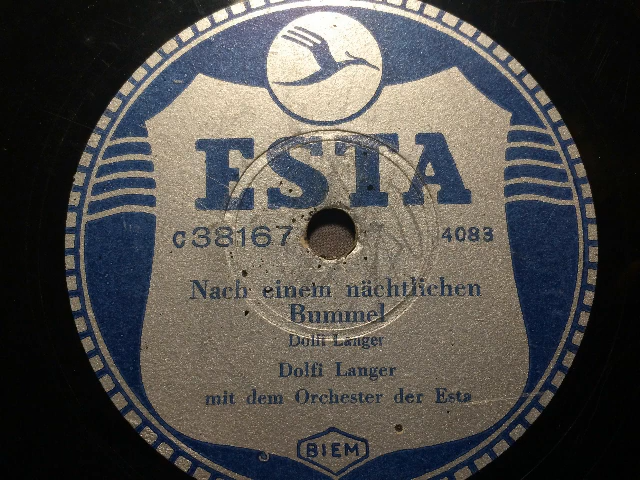 ESTA
C38167 4083
Nach einem nächtlichen
Bummel
Dolfi Langer
Dolfi Langer
mit dem Orchester der Esta
BIEM